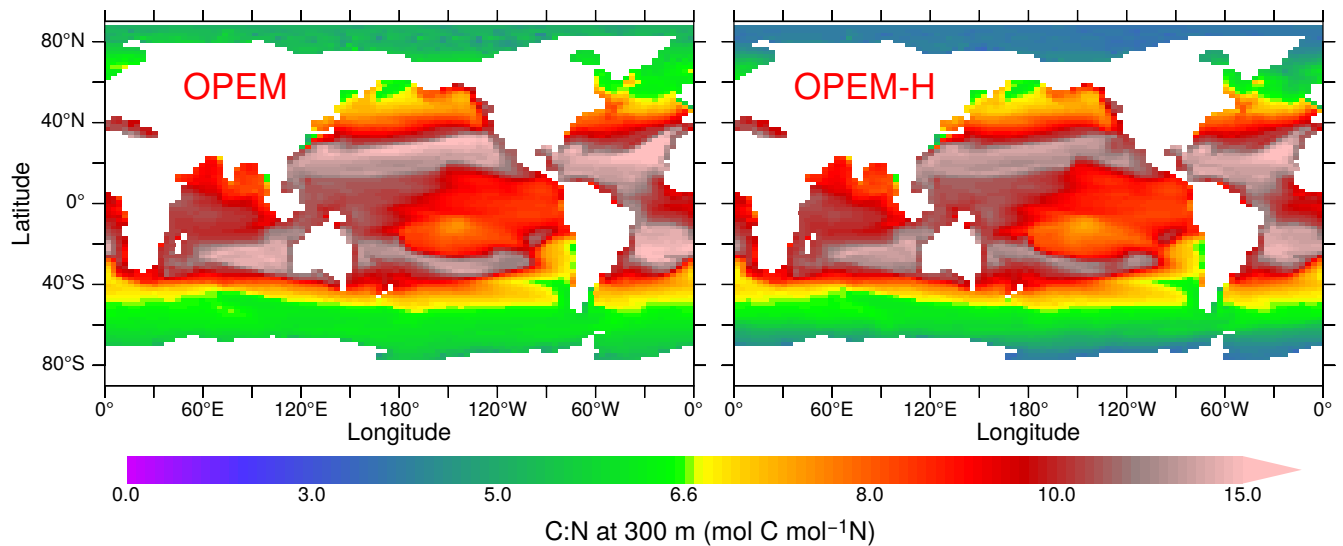 OPEM
OPEM-H
80°N
40°N
0°
40°S
80°S
Latitude
0° 60°E 120°E 180° 120°W 60°W 0°
0° 60°E 120°E 180° 120°W 60°W 0°
Longitude
Longitude
0.0 3.0 5.0 6.6 8.0 10.0 15.0
C:N at 300 m (mol C mol⁻¹N)